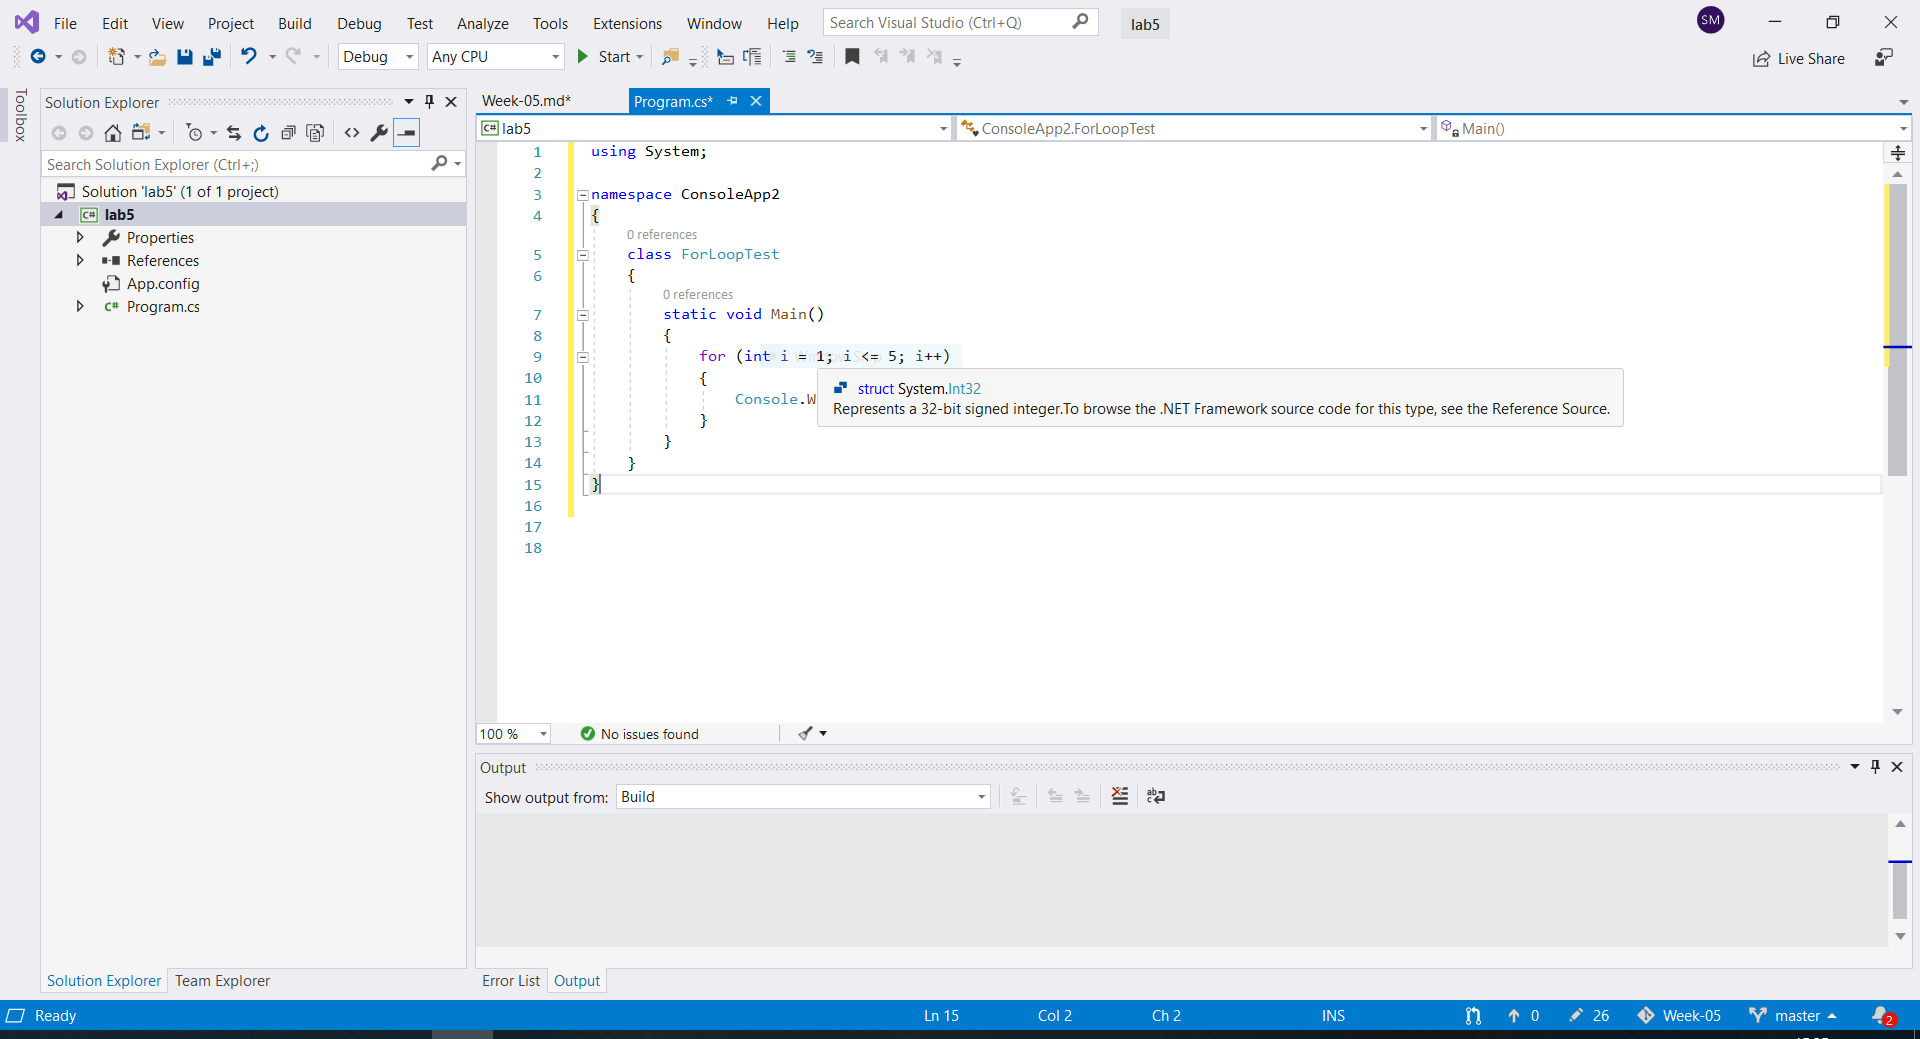 File Edit View Project Build Debug Test Analyze Tools Extensions Window Help Search Visual Studio (Ctrl+Q) lab5 SM
Debug Any CPU Start Live Share
Toolbox
Solution Explorer
Search Solution Explorer (Ctrl+;)
Solution 'lab5' (1 of 1 project)
C# lab5
Properties
References
App.config
C# Program.cs
Solution Explorer Team Explorer
Week-05.md* Program.cs*
C# lab5 ConsoleApp2.ForLoopTest Main()
1 using System;
2
3 namespace ConsoleApp2
4 {
0 references
5 class ForLoopTest
6 {
0 references
7 static void Main()
8 {
9 for (int i = 1; i <= 5; i++)
10 {
struct System.Int32
11 Console.W
Represents a 32-bit signed integer.To browse the .NET Framework source code for this type, see the Reference Source.
12 }
13 }
14 }
15 }
16
17
18
100 % No issues found
Output
Show output from: Build
Error List Output
Ready Ln 15 Col 2 Ch 2 INS 0 26 Week-05 master 2